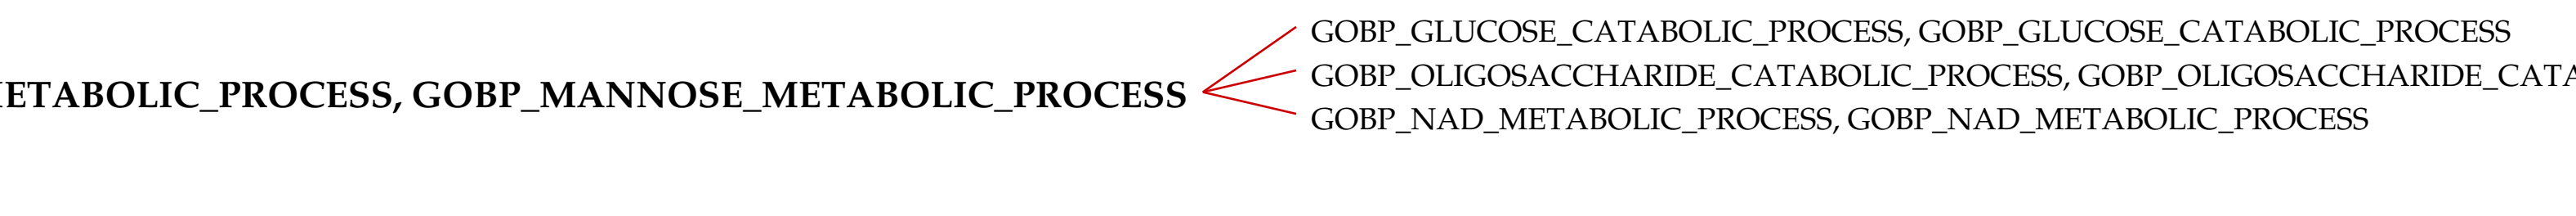 ETABOLIC_PROCESS, GOBP_MANNOSE_METABOLIC_PROCESS
GOBP_GLUCOSE_CATABOLIC_PROCESS, GOBP_GLUCOSE_CATABOLIC_PROCESS
GOBP_OLIGOSACCHARIDE_CATABOLIC_PROCESS, GOBP_OLIGOSACCHARIDE_CATA
GOBP_NAD_METABOLIC_PROCESS, GOBP_NAD_METABOLIC_PROCESS